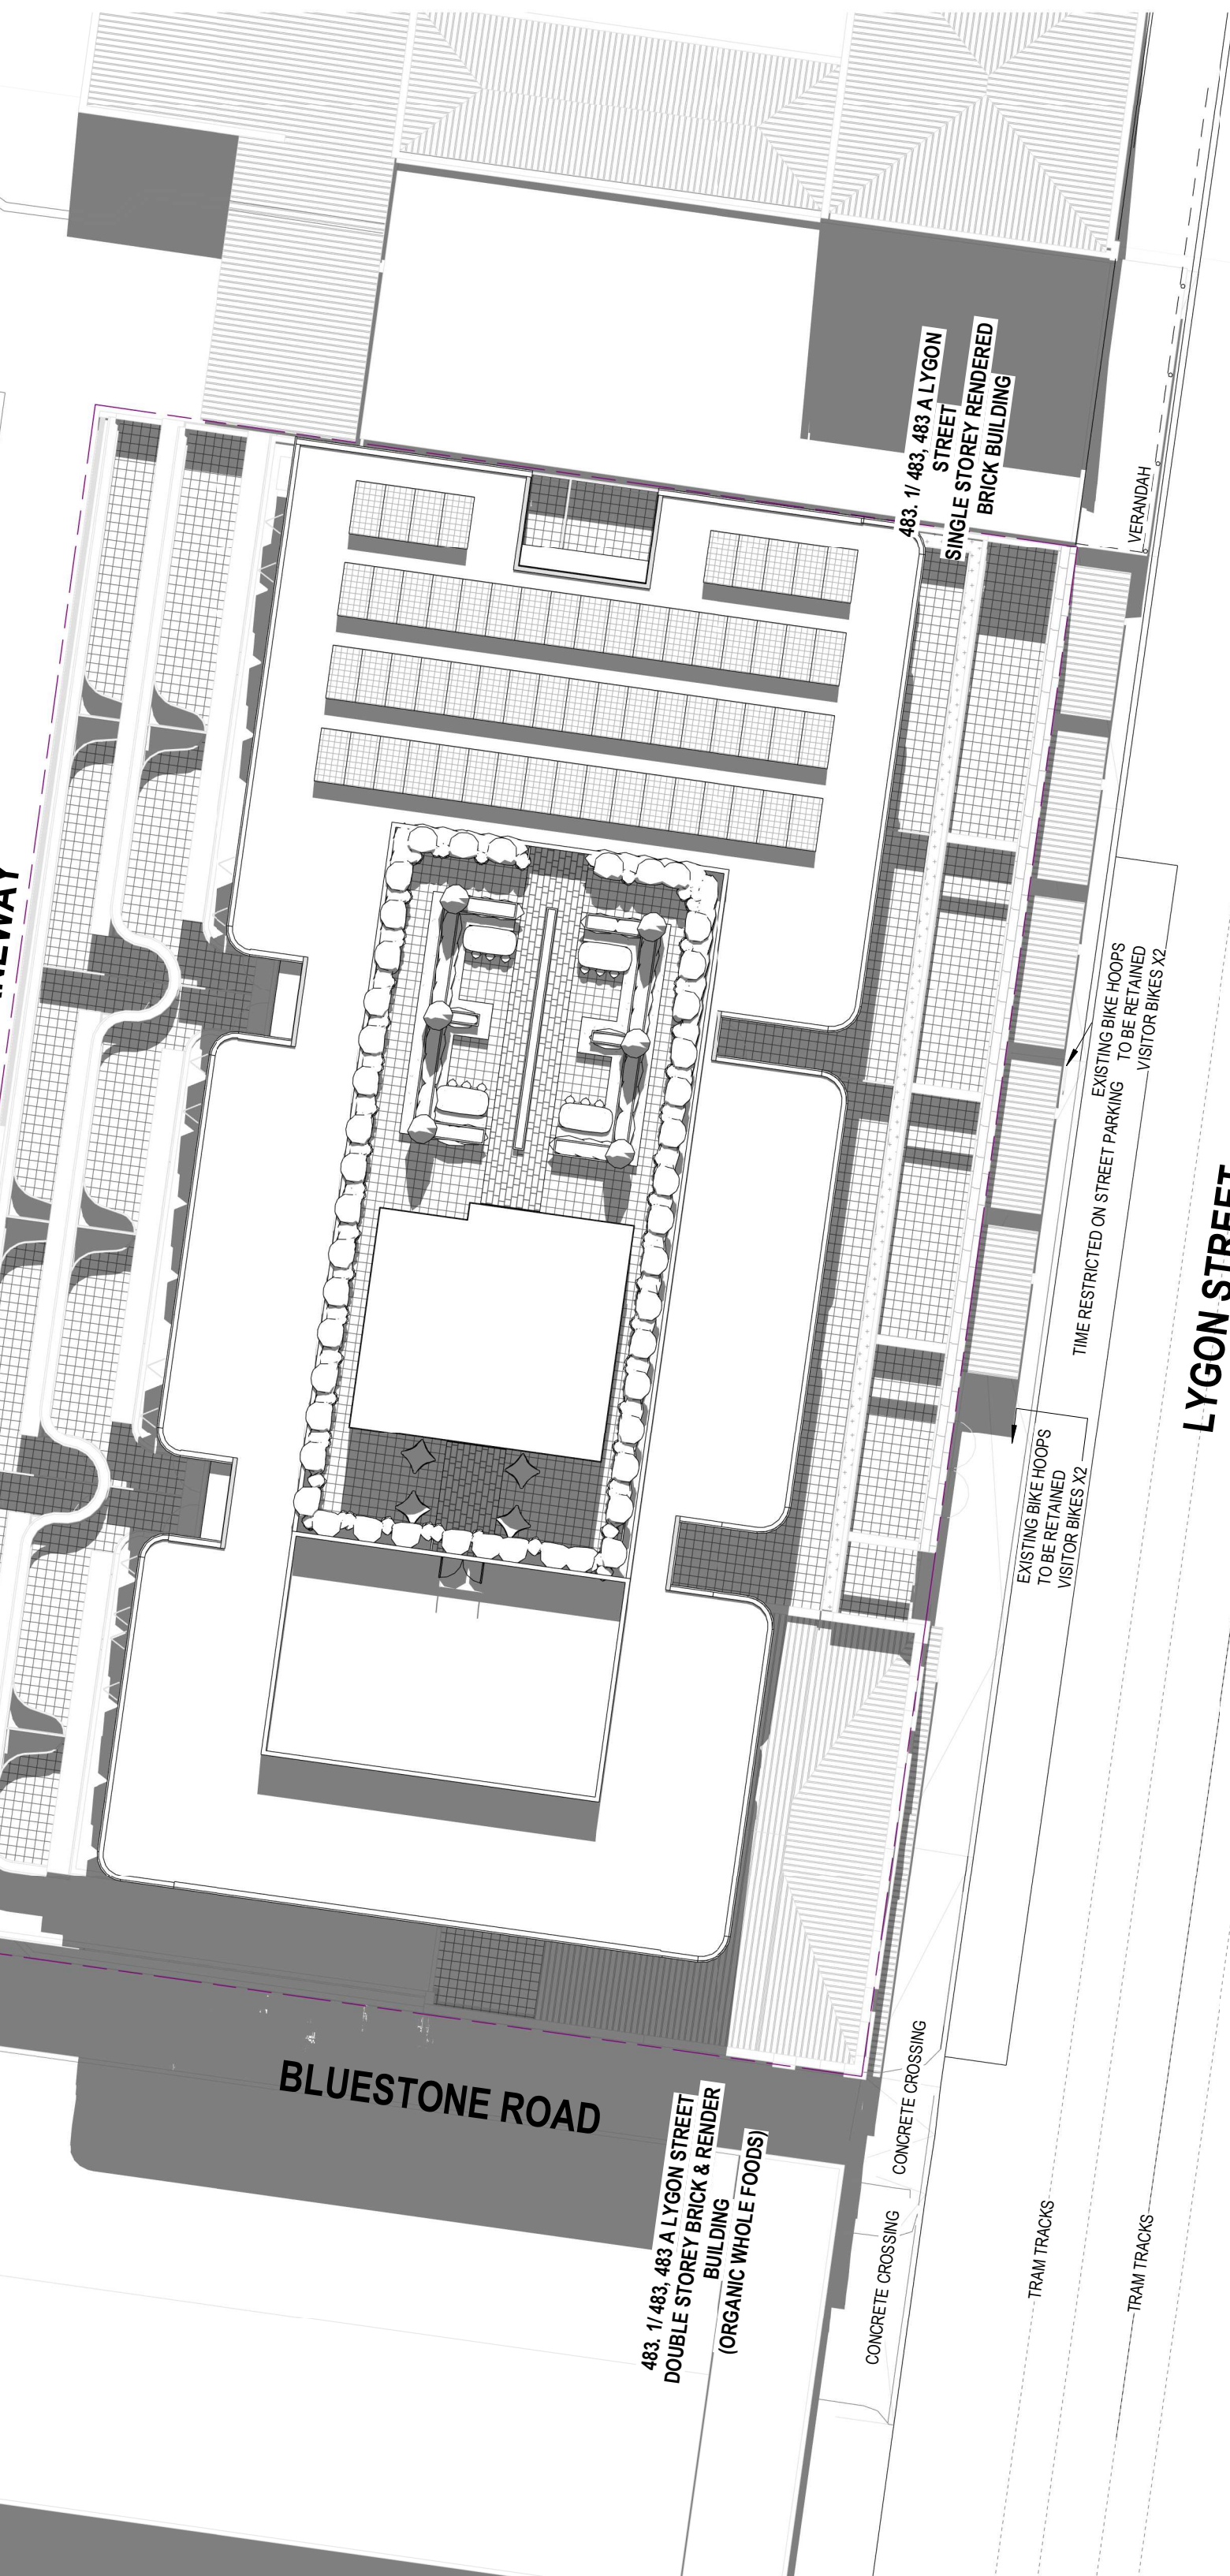 483. 1/ 483, 483 A LYGON
STREET
SINGLE STOREY RENDERED
BRICK BUILDING
VERANDAH
EXISTING BIKE HOOPS
TO BE RETAINED
VISITOR BIKES X2
TIME RESTRICTED ON STREET PARKING
LYGON STREET
EXISTING BIKE HOOPS
TO BE RETAINED
VISITOR BIKES X2
BLUESTONE ROAD
483. 1/ 483, 483 A LYGON STREET
DOUBLE STOREY BRICK & RENDER
BUILDING
(ORGANIC WHOLE FOODS)
CONCRETE CROSSING
CONCRETE CROSSING
TRAM TRACKS
TRAM TRACKS